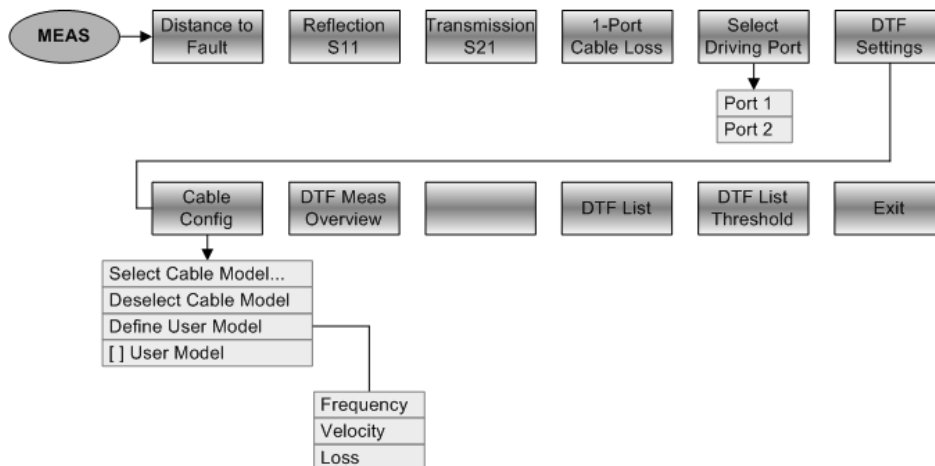 MEAS
Distance to
Fault
Reflection
S11
Transmission
S21
1-Port
Cable Loss
Select
Driving Port
DTF
Settings
Port 1
Port 2
Cable
Config
DTF Meas
Overview
DTF List
DTF List
Threshold
Exit
Select Cable Model...
Deselect Cable Model
Define User Model
[ ] User Model
Frequency
Velocity
Loss